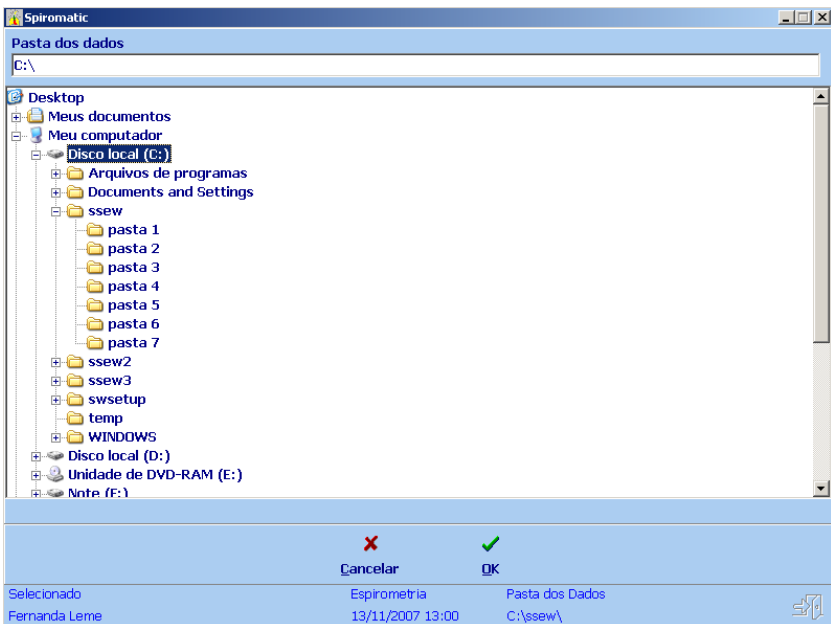 Spiromatic
Pasta dos dados
C:\
Desktop
Meus documentos
Meu computador
Disco local (C:)
Arquivos de programas
Documents and Settings
ssew
pasta 1
pasta 2
pasta 3
pasta 4
pasta 5
pasta 6
pasta 7
ssew2
ssew3
swsetup
temp
WINDOWS
Disco local (D:)
Unidade de DVD-RAM (E:)
Note (F:)
Cancelar OK
Selecionado Espirometria Pasta dos Dados
Fernanda Leme 13/11/2007 13:00 C:\ssew\